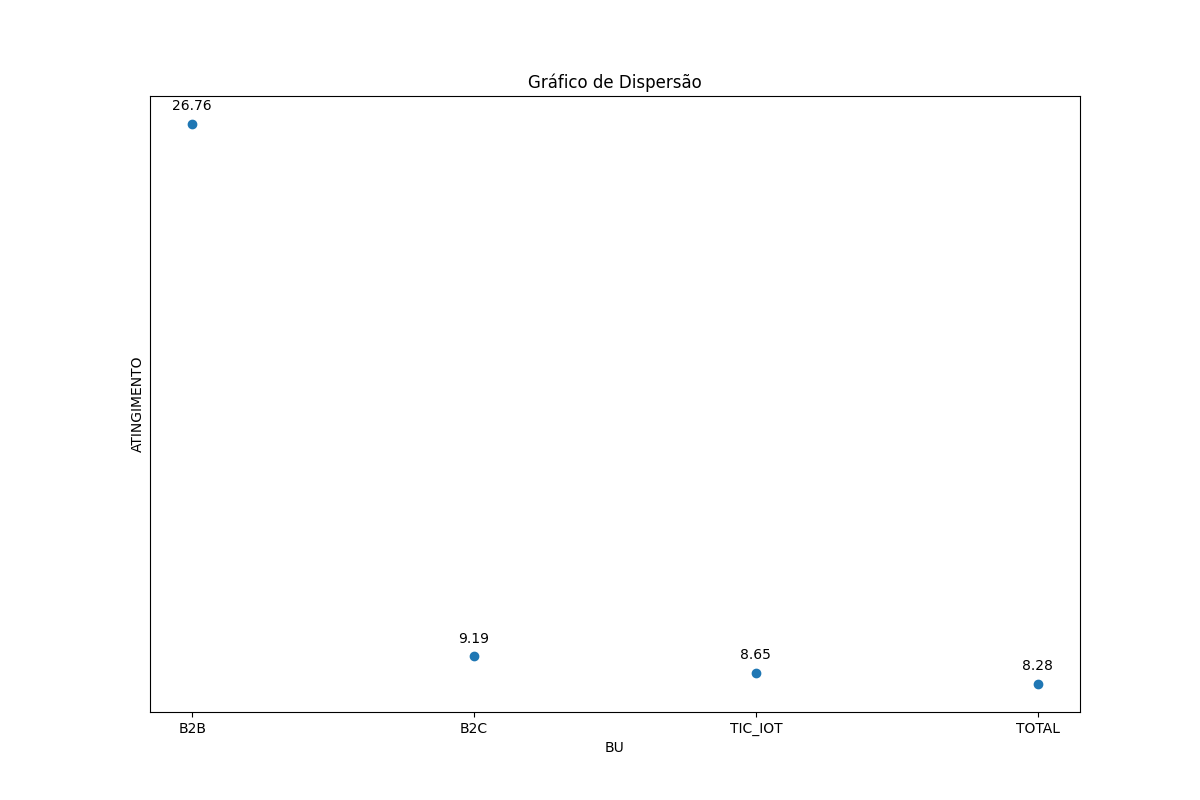 Gráfico de Dispersão
26.76
9.19
8.65
8.28
ATINGIMENTO
B2B
B2C
TIC_IOT
TOTAL
BU